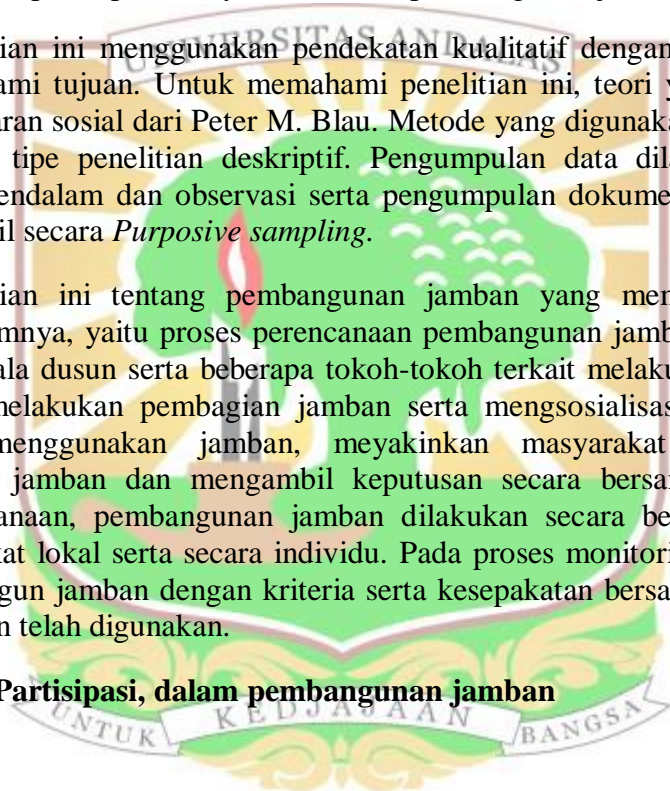 UNIVERSITAS ANDALAS
ian ini menggunakan pendekatan kualitatif dengan
ami tujuan. Untuk memahami penelitian ini, teori y
aran sosial dari Peter M. Blau. Metode yang digunaka
tipe penelitian deskriptif. Pengumpulan data dil
endalam dan observasi serta pengumpulan dokume
il secara Purposive sampling.
ian ini tentang pembangunan jamban yang men
mnya, yaitu proses perencanaan pembangunan jamb
ala dusun serta beberapa tokoh-tokoh terkait melaku
melakukan pembagian jamban serta mengsosialisas
menggunakan jamban, meyakinkan masyarakat
jamban dan mengambil keputusan secara bersa
anaan, pembangunan jamban dilakukan secara be
kat lokal serta secara individu. Pada proses monitori
gun jamban dengan kriteria serta kesepakatan bersa
n telah digunakan.
Partisipasi, dalam pembangunan jamban
UNTUK KEDJAJAAN BANGSA